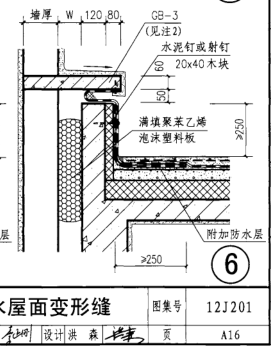 墙厚 W 120 80
GB-3
(见注2)
水泥钉或射钉
20x40木块
60
50
满填聚苯乙烯
泡沫塑料板
≥250
层
附加防水层
≥250
6
水屋面变形缝 图集号 12J201
设计 洪森 页 A16